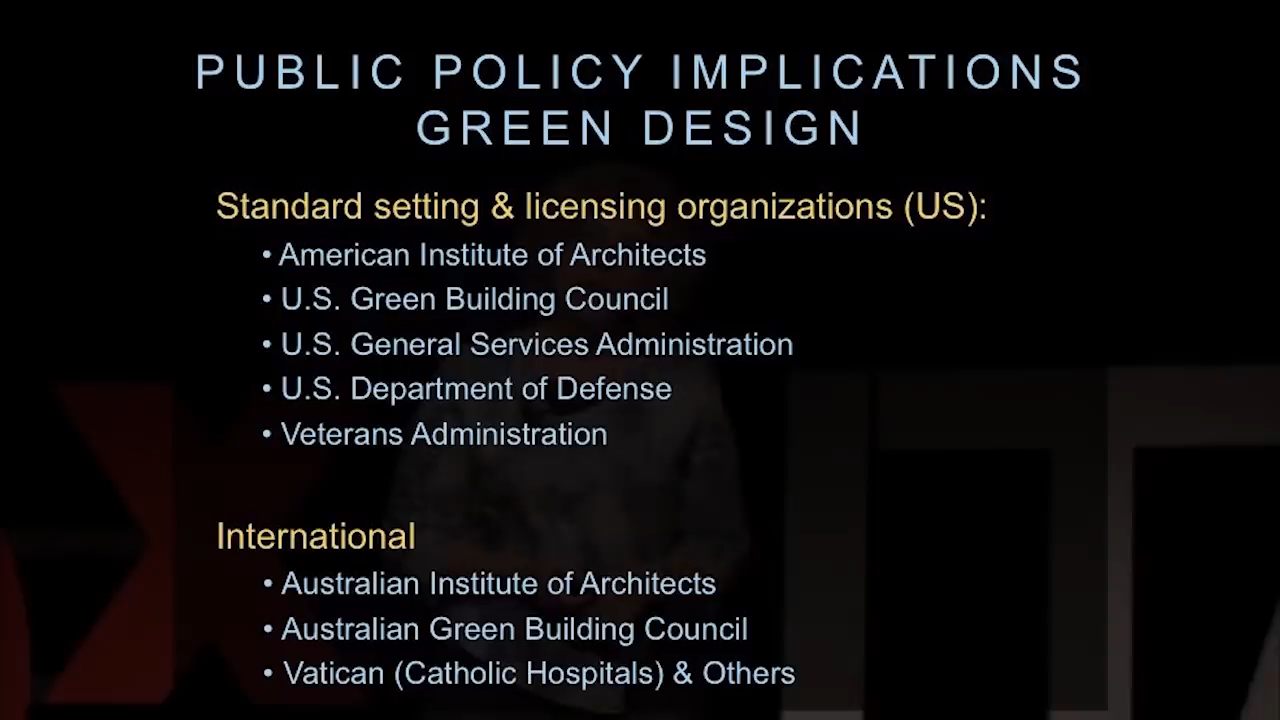 PUBLIC POLICY IMPLICATIONS
GREEN DESIGN
Standard setting & licensing organizations (US):
• American Institute of Architects
• U.S. Green Building Council
• U.S. General Services Administration
• U.S. Department of Defense
• Veterans Administration
International
• Australian Institute of Architects
• Australian Green Building Council
• Vatican (Catholic Hospitals) & Others